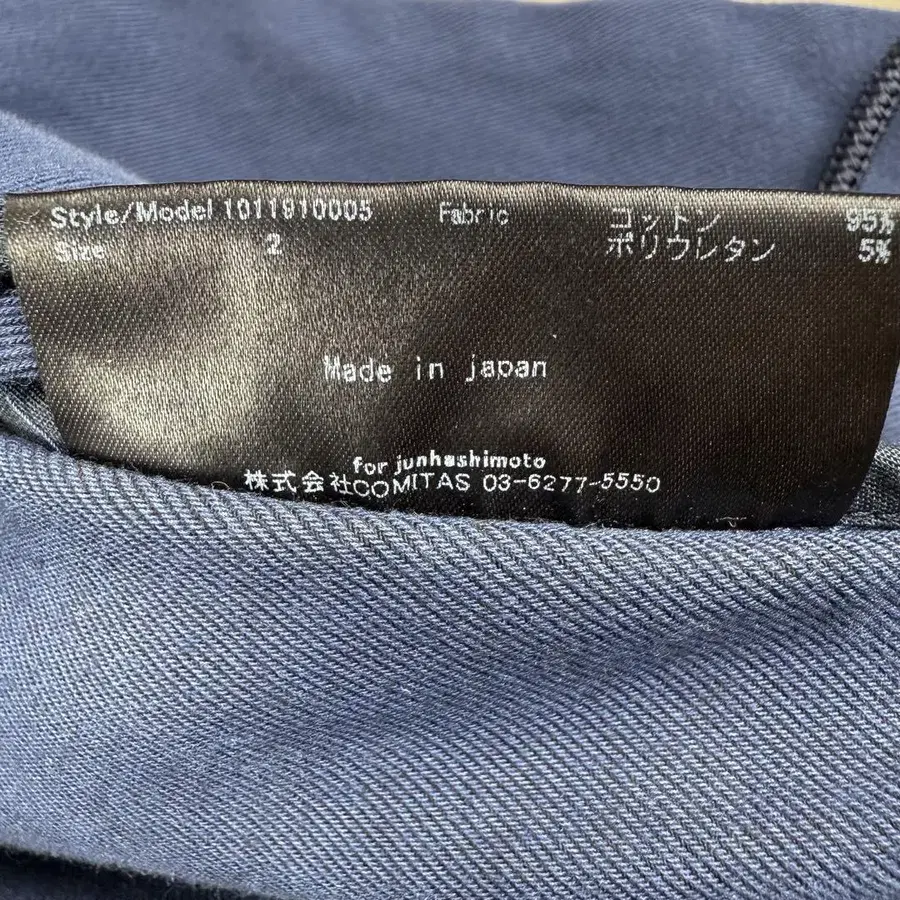 Style/Model 1011910005 Fabric コットン 95%
Size 2 ポリウレタン 5%
Made in japan
for junhashimoto
株式会社COMITAS 03-6277-5550